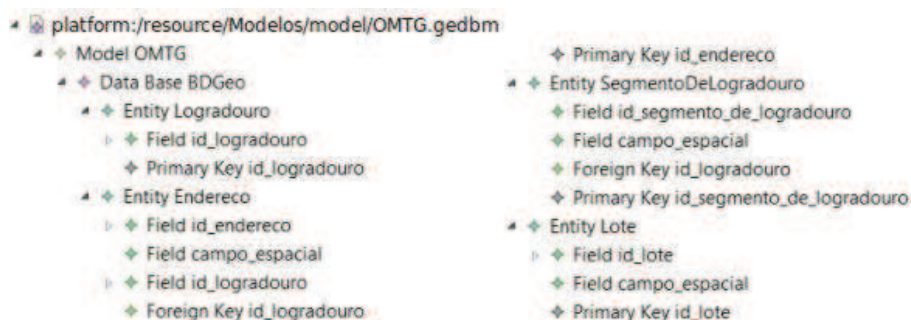 platform:/resource/Modelos/model/OMTG.gedbm
Model OMTG
Data Base BDGeo
Entity Logradouro
Field id_logradouro
Primary Key id_logradouro
Entity Endereco
Field id_endereco
Field campo_espacial
Field id_logradouro
Foreign Key id_logradouro
Primary Key id_endereco
Entity SegmentoDeLogradouro
Field id_segmento_de_logradouro
Field campo_espacial
Foreign Key id_logradouro
Primary Key id_segmento_de_logradouro
Entity Lote
Field id_lote
Field campo_espacial
Primary Key id_lote